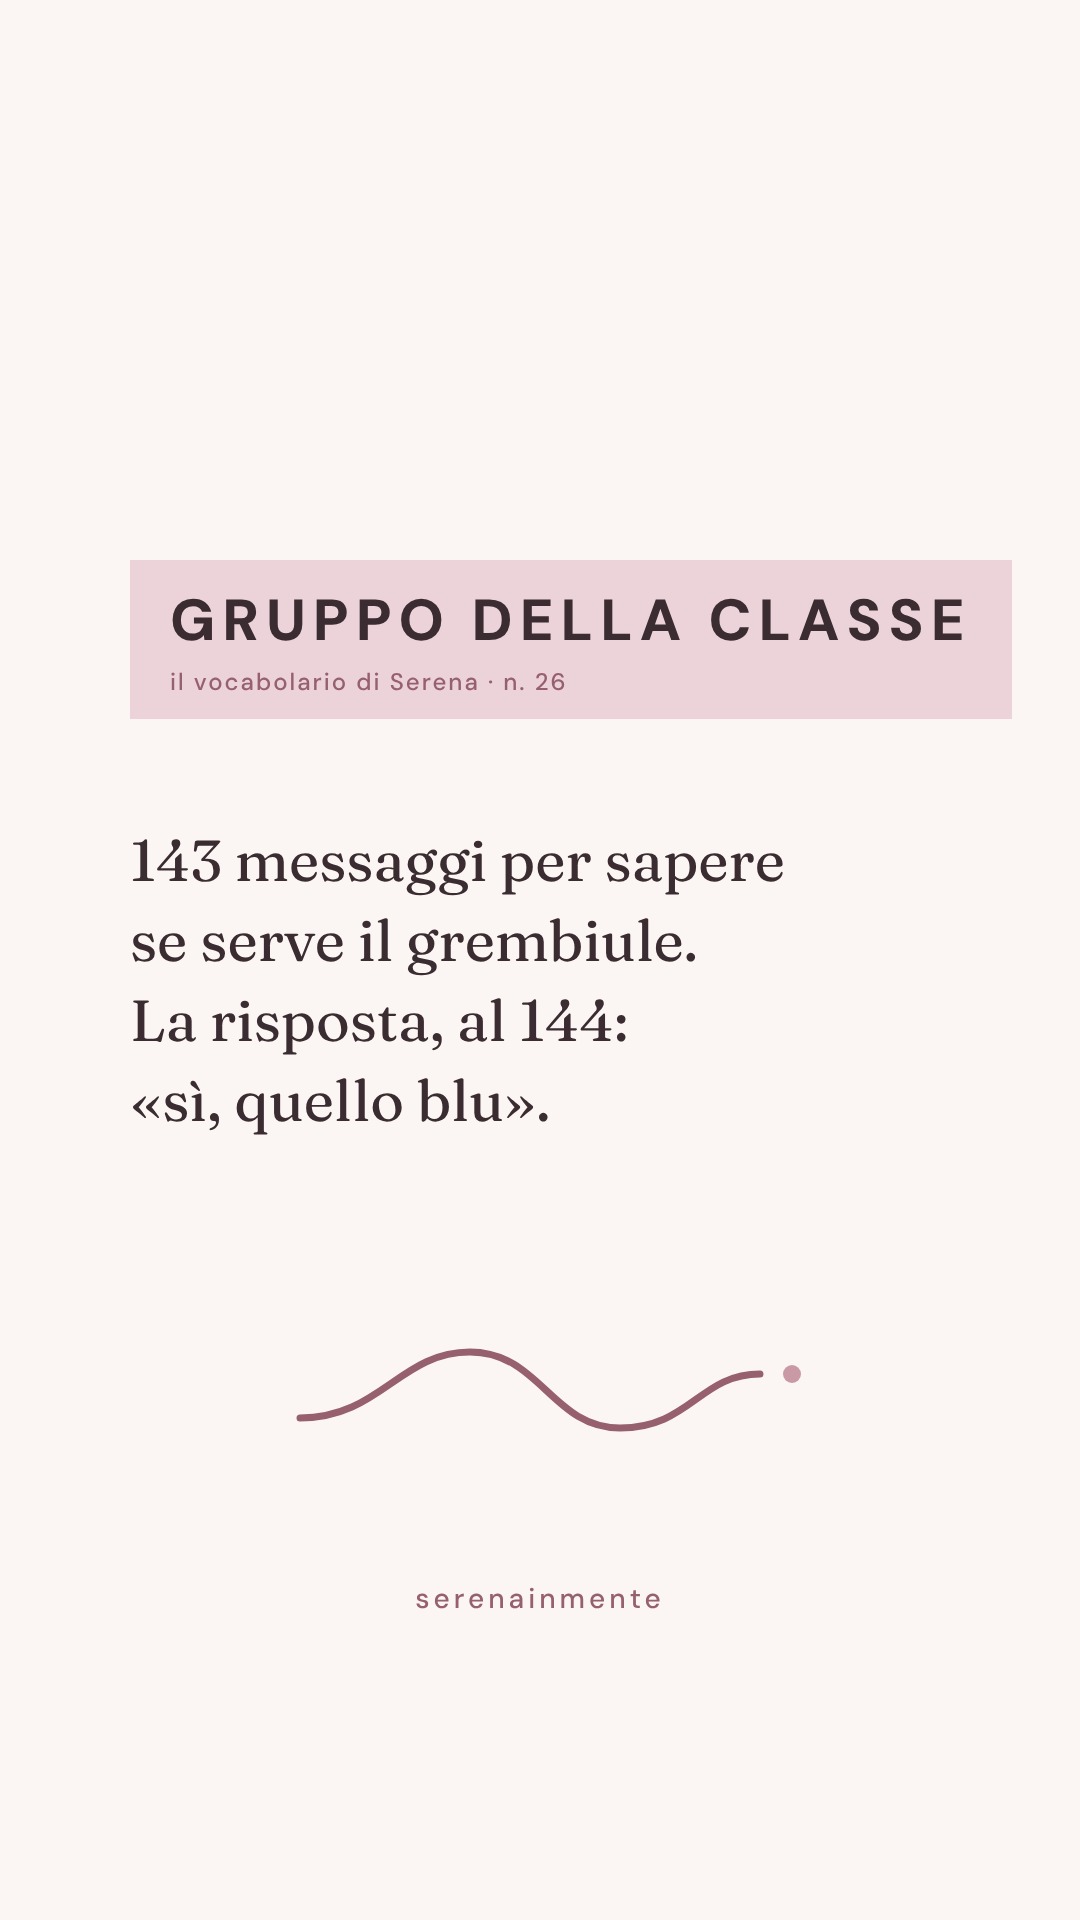 GRUPPO DELLA CLASSE
il vocabolario di Serena · n. 26
143 messaggi per sapere
se serve il grembiule.
La risposta, al 144:
«sì, quello blu».
serenainmente